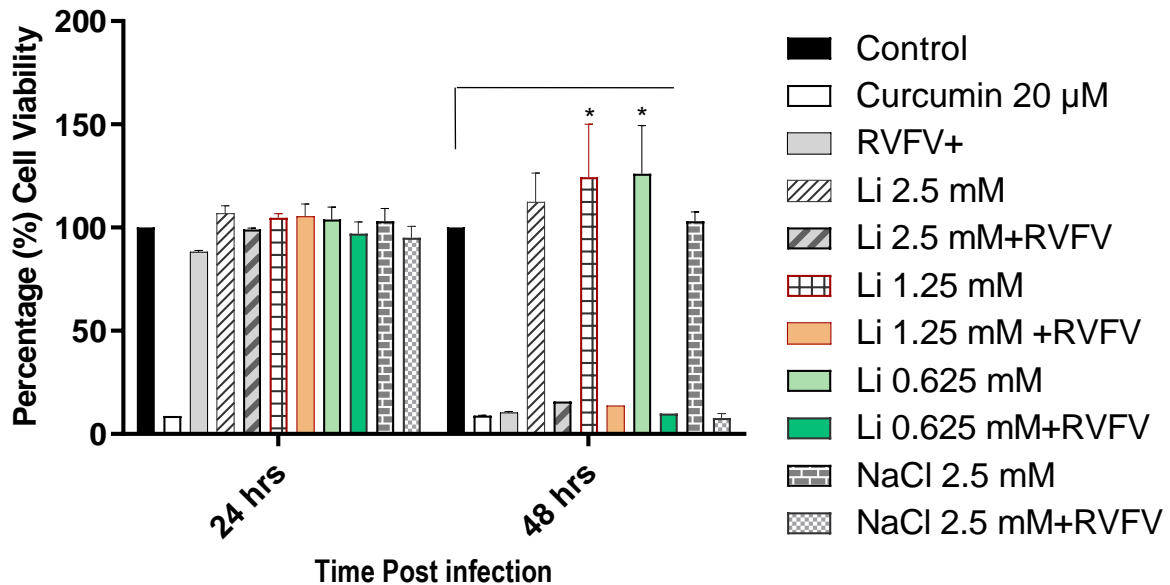 Percentage (%) Cell Viability
200
150
100
50
0
* *
24 hrs
48 hrs
Time Post infection
Control
Curcumin 20 µM
RVFV+
Li 2.5 mM
Li 2.5 mM+RVFV
Li 1.25 mM
Li 1.25 mM +RVFV
Li 0.625 mM
Li 0.625 mM+RVFV
NaCl 2.5 mM
NaCl 2.5 mM+RVFV